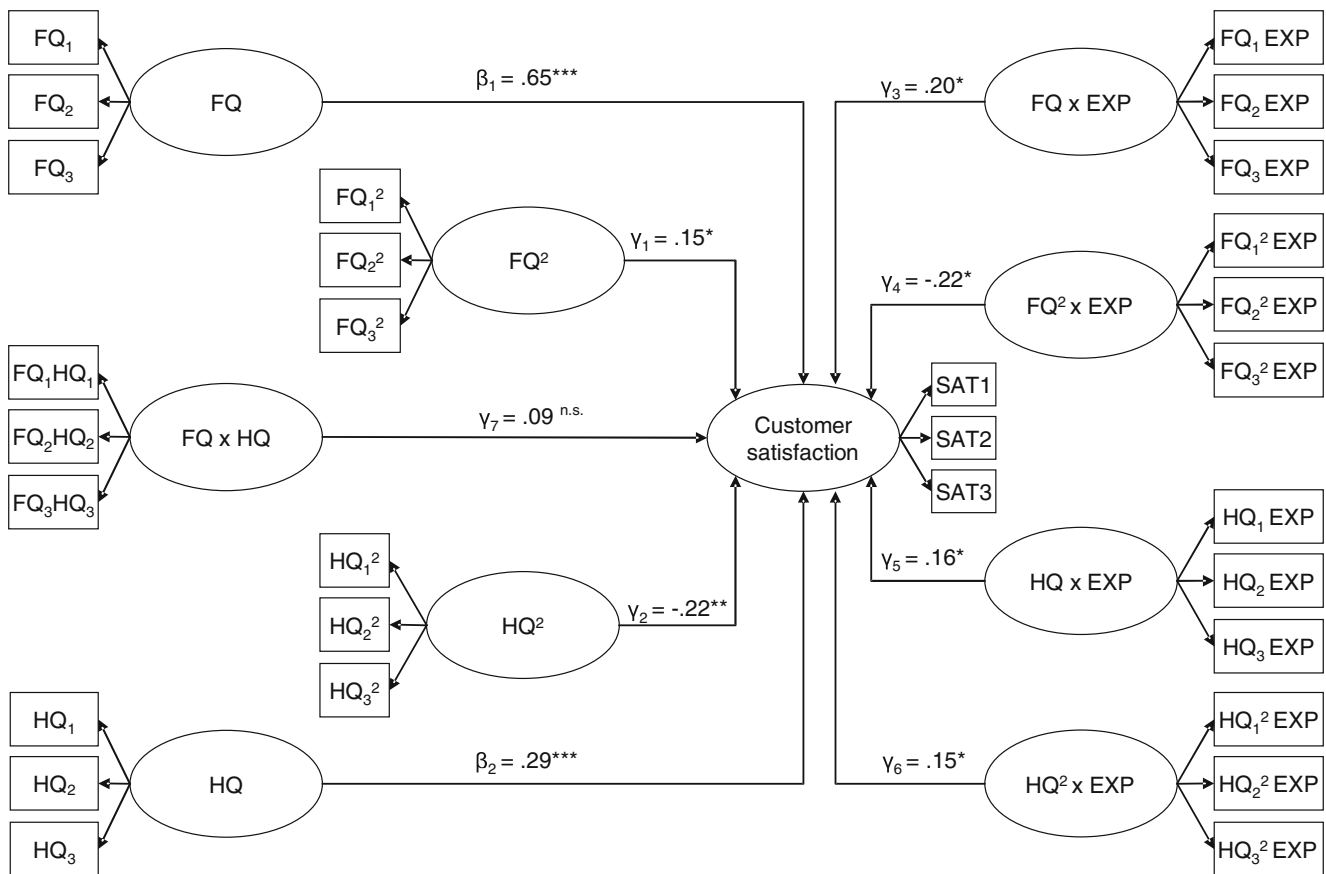 FQ₁
FQ₂
FQ₃
FQ
β₁ = .65***
FQ₁²
FQ₂²
FQ₃²
FQ²
γ₁ = .15*
FQ₁HQ₁
FQ₂HQ₂
FQ₃HQ₃
FQ x HQ
γ₇ = .09 ⁿ·ˢ·
HQ₁²
HQ₂²
HQ₃²
HQ²
γ₂ = -.22**
HQ₁
HQ₂
HQ₃
HQ
β₂ = .29***
Customer
satisfaction
SAT1
SAT2
SAT3
γ₃ = .20*
FQ x EXP
FQ₁ EXP
FQ₂ EXP
FQ₃ EXP
γ₄ = -.22*
FQ² x EXP
FQ₁² EXP
FQ₂² EXP
FQ₃² EXP
γ₅ = .16*
HQ x EXP
HQ₁ EXP
HQ₂ EXP
HQ₃ EXP
γ₆ = .15*
HQ² x EXP
HQ₁² EXP
HQ₂² EXP
HQ₃² EXP